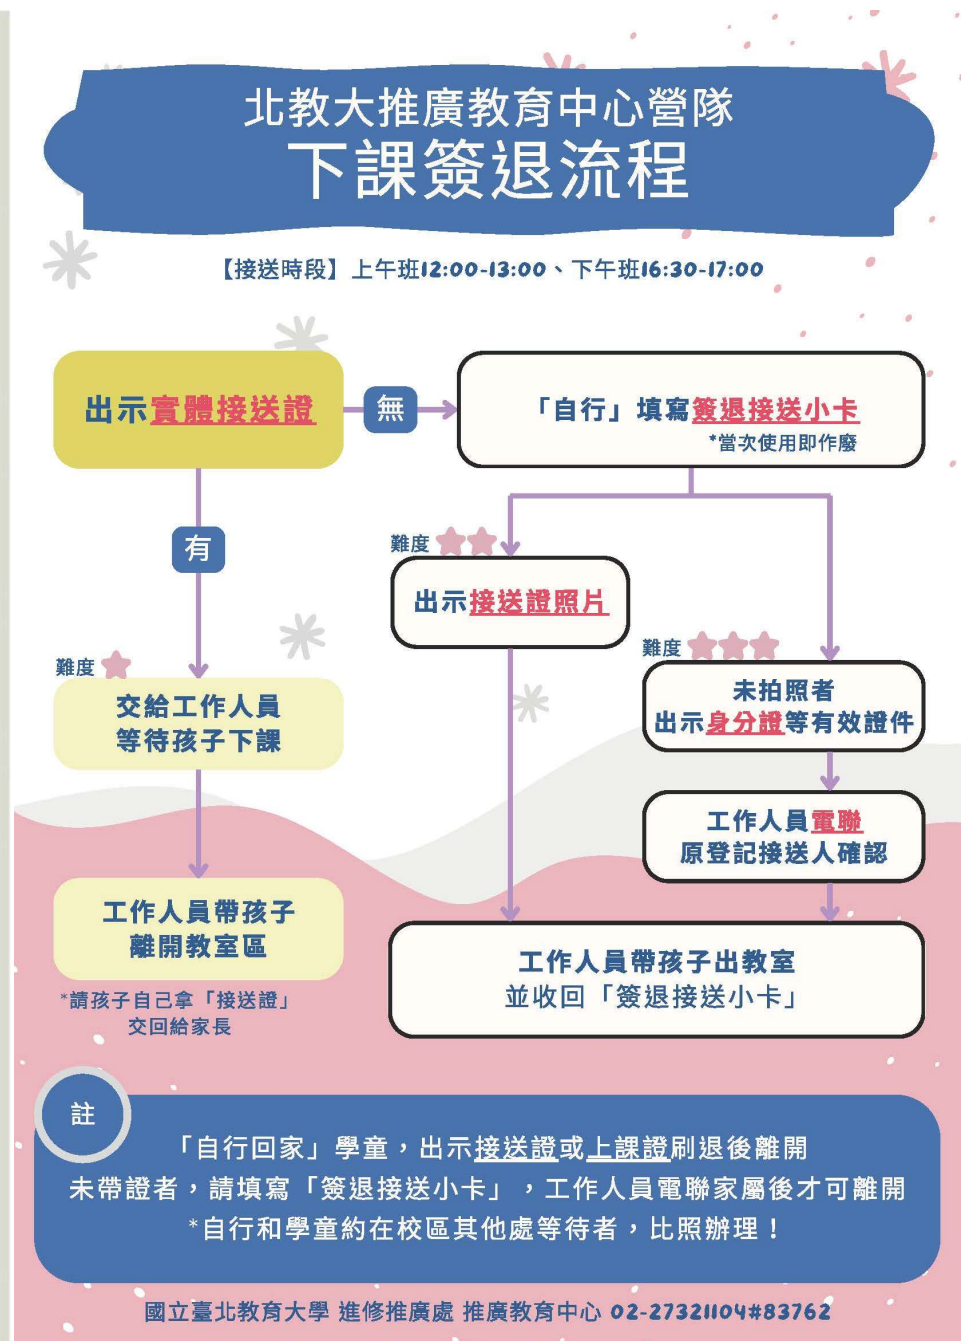 北教大推廣教育中心營隊
下課簽退流程
【接送時段】上午班12:00-13:00、下午班16:30-17:00
出示實體接送證
無
「自行」填寫簽退接送小卡
*當次使用即作廢
有
難度
出示接送證照片
難度
未拍照者
出示身分證等有效證件
難度
交給工作人員
等待孩子下課
工作人員電聯
原登記接送人確認
工作人員帶孩子
離開教室區
*請孩子自己拿「接送證」
交回給家長
工作人員帶孩子出教室
並收回「簽退接送小卡」
註
「自行回家」學童，出示接送證或上課證刷退後離開
未帶證者，請填寫「簽退接送小卡」，工作人員電聯家屬後才可離開
*自行和學童約在校區其他處等待者，比照辦理！
國立臺北教育大學 進修推廣處 推廣教育中心 02-27321104#83762